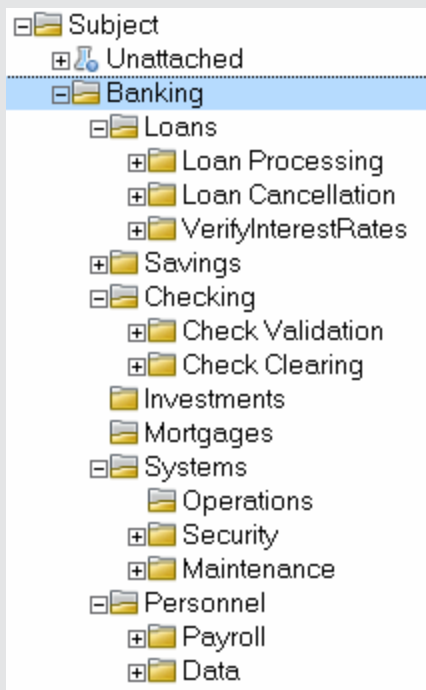 Subject
Unattached
Banking
Loans
Loan Processing
Loan Cancellation
VerifyInterestRates
Savings
Checking
Check Validation
Check Clearing
Investments
Mortgages
Systems
Operations
Security
Maintenance
Personnel
Payroll
Data